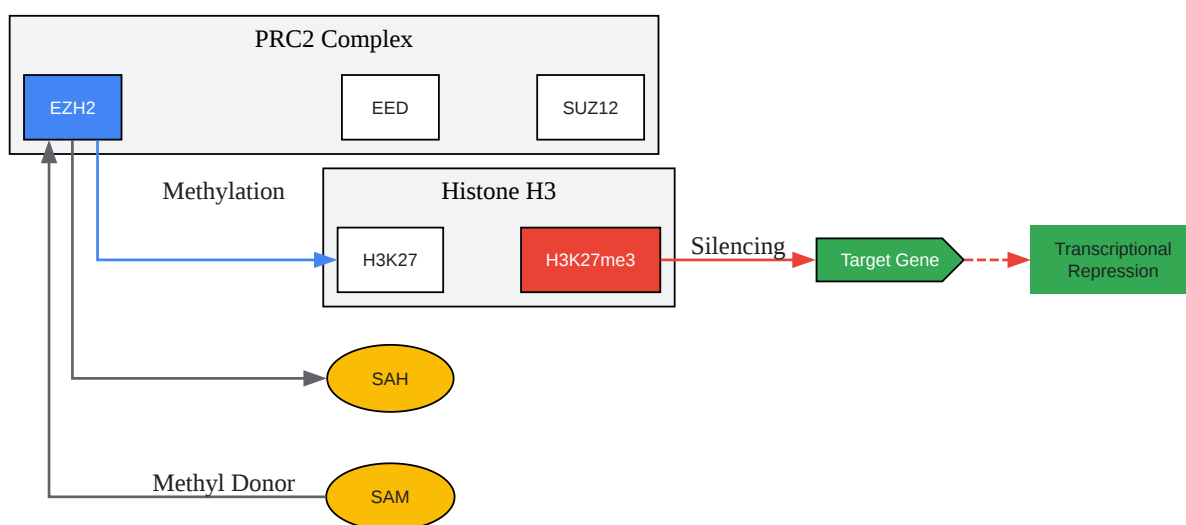 PRC2 Complex
EZH2
EED
SUZ12
Methylation
Histone H3
H3K27
H3K27me3
Silencing
Target Gene
Transcriptional
Repression
SAH
Methyl Donor
SAM